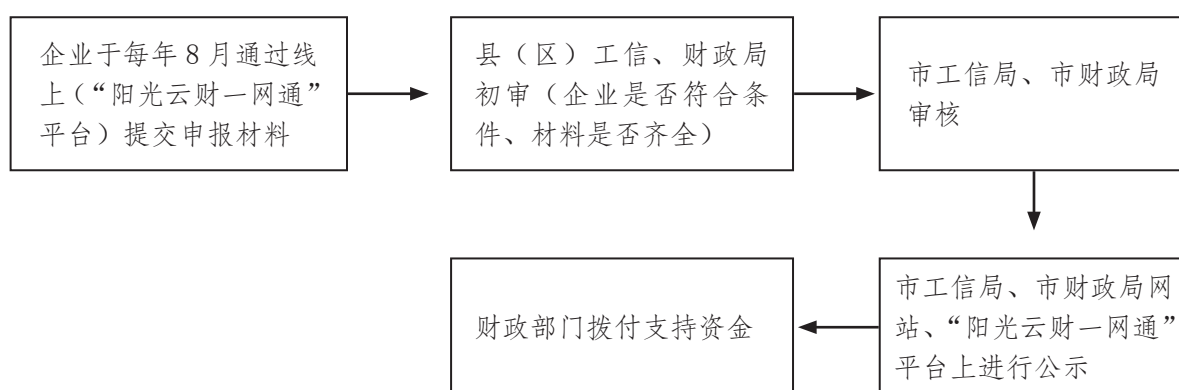 企业于每年8月通过线
上（“阳光云财一网通”
平台）提交申报材料
县（区）工信、财政局
初审（企业是否符合条
件、材料是否齐全）
市工信局、市财政局
审核
市工信局、市财政局网
站、“阳光云财一网通”
平台上进行公示
财政部门拨付支持资金